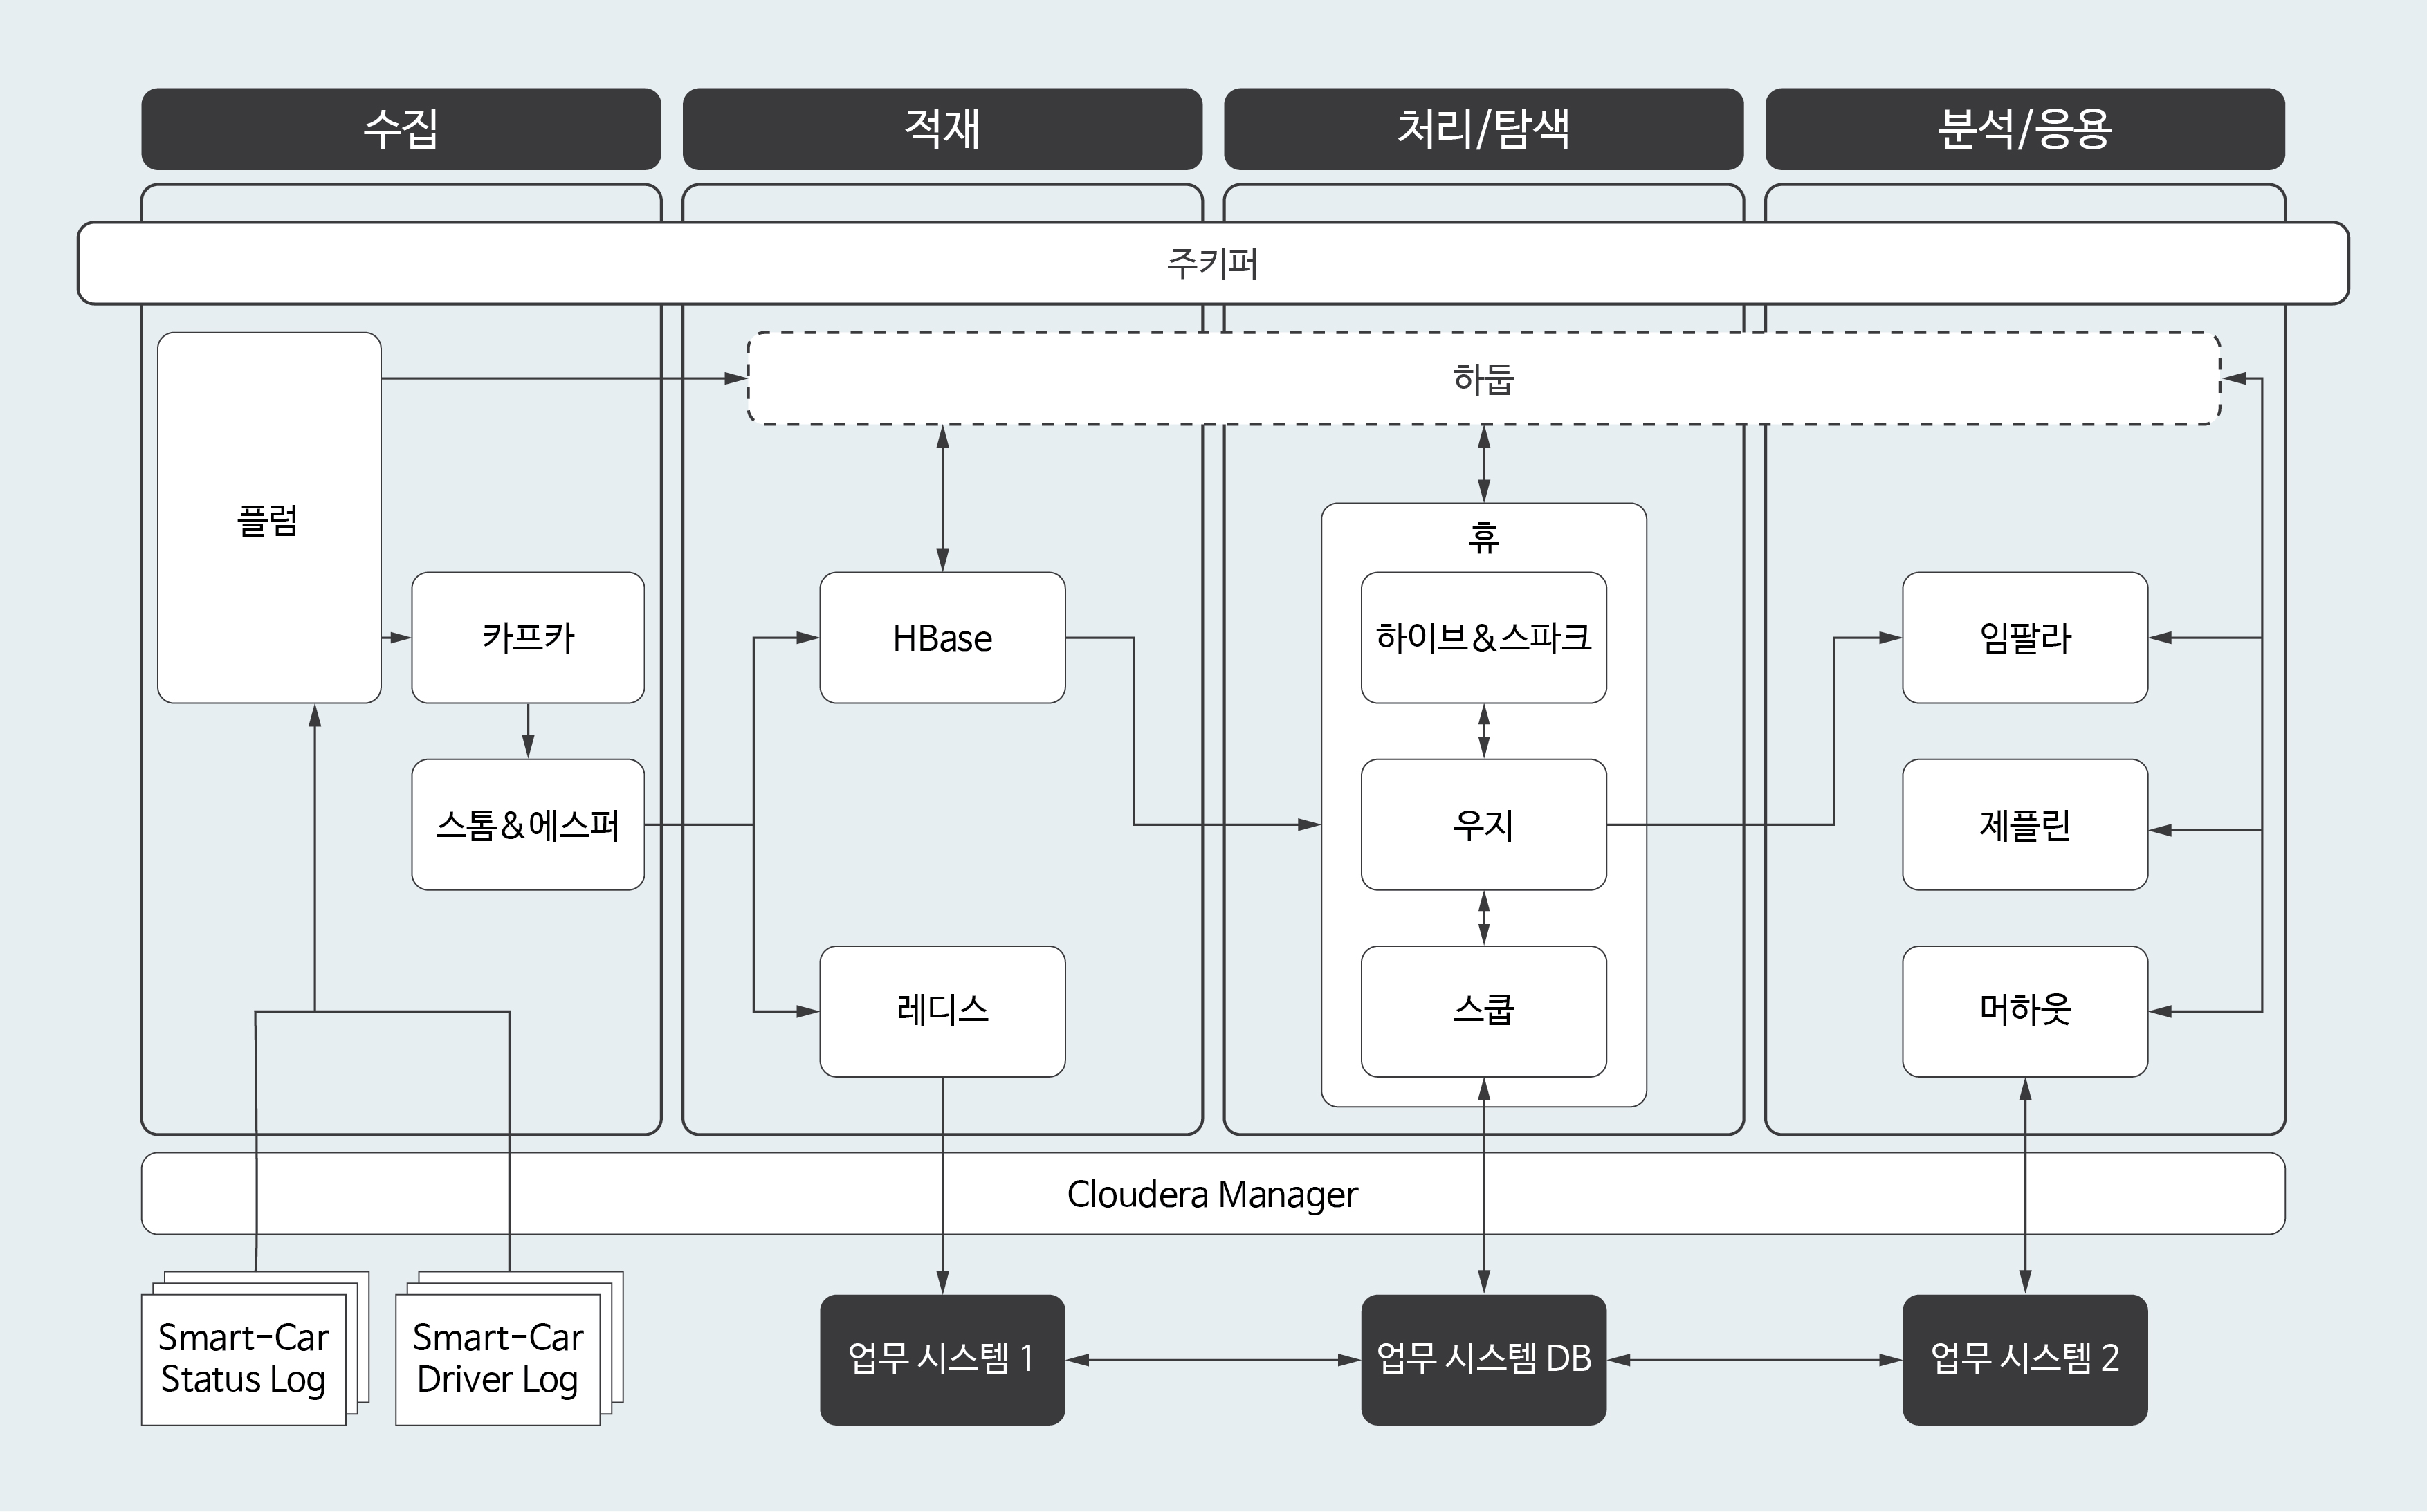 수집
적재
처리/탐색
분석/응용
주키퍼
하둡
플럼
휴
카프카
HBase
하이브&스파크
임팔라
스톰&에스퍼
우지
제플린
레디스
스쿱
머하웃
Cloudera Manager
Smart-Car
Status Log
Smart-Car
Driver Log
업무 시스템 1
업무 시스템 DB
업무 시스템 2